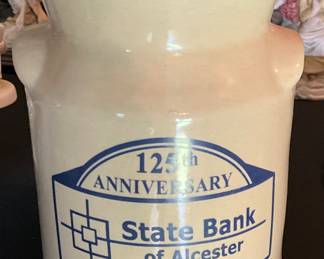 125th
ANNIVERSARY
State Bank
of Alcester